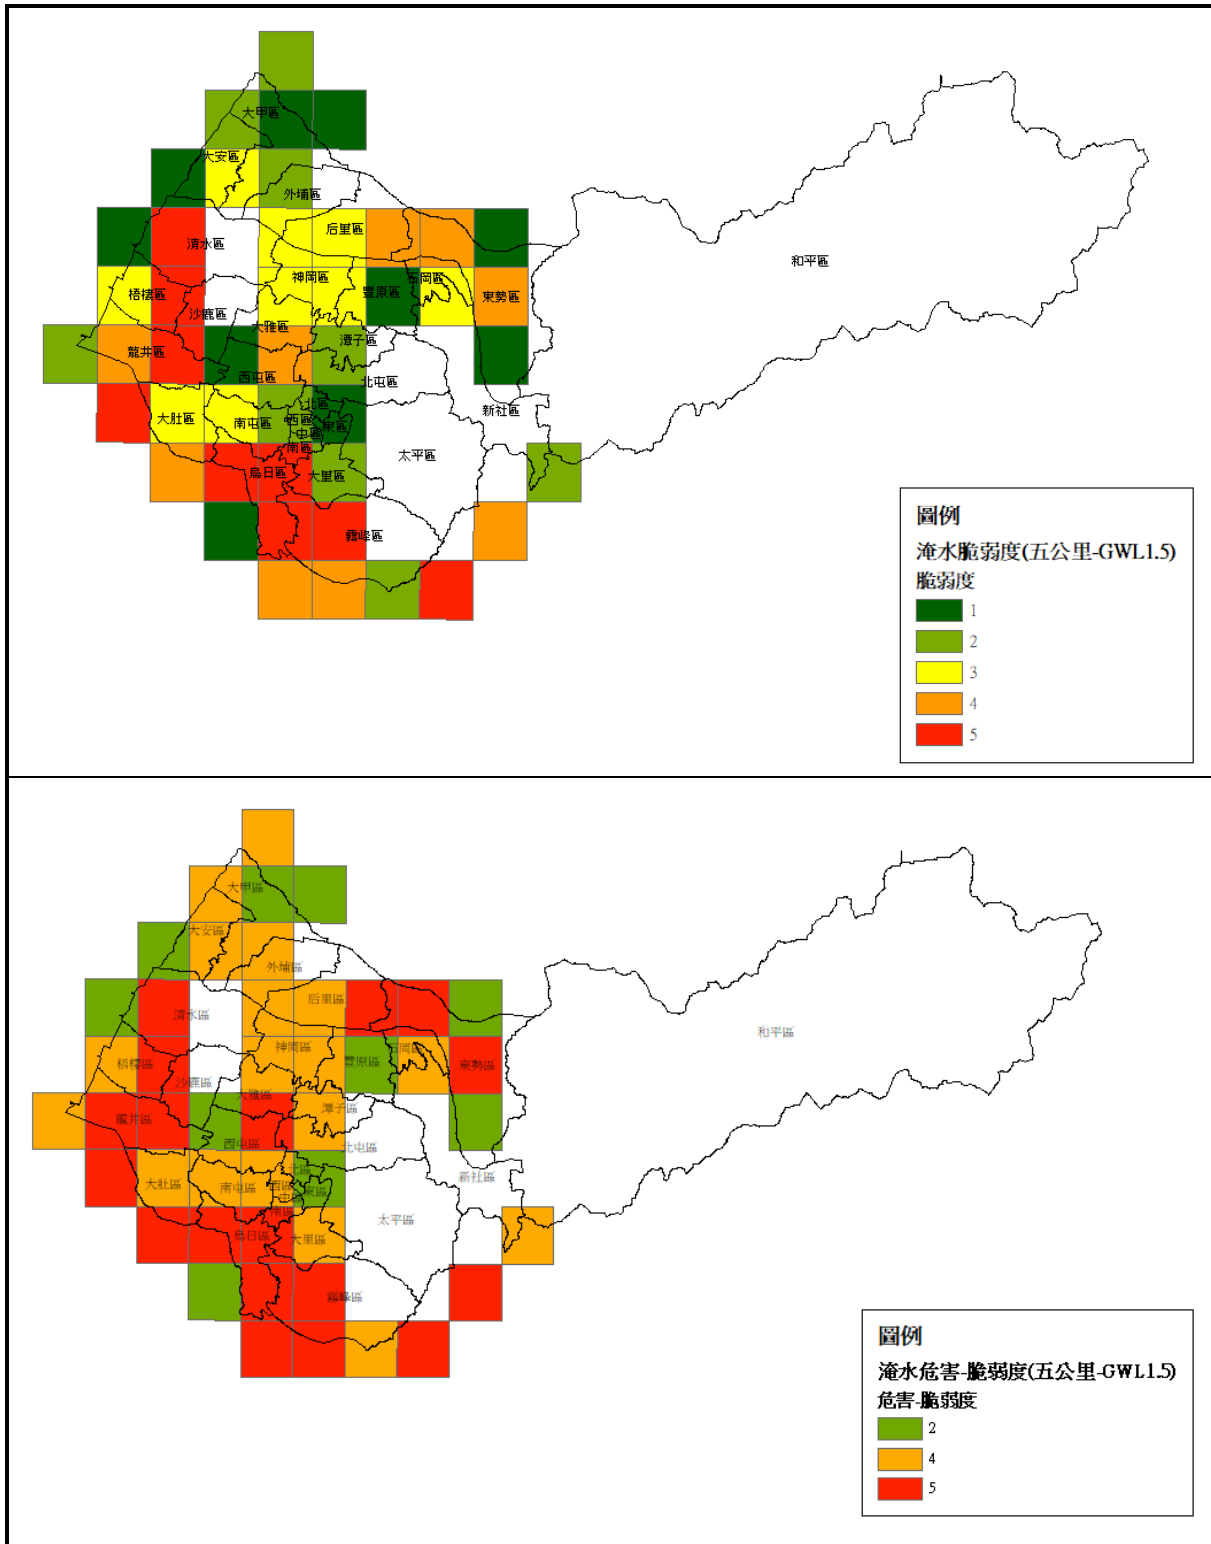 大甲區
大安區
外埔區
后里區
清水區
和平區
神岡區
石岡區
豐原區
梧棲區
東勢區
沙鹿區
大雅區
潭子區
龍井區
西屯區
北屯區
北區
新社區
大肚區
南屯區
西區
東區
中區
南區
太平區
烏日區
大里區
霧峰區
圖例
淹水脆弱度(五公里-GWL1.5)
脆弱度
1
2
3
4
5
大甲區
大安區
外埔區
后里區
清水區
和平區
神岡區
石岡區
豐原區
梧棲區
東勢區
沙鹿區
大雅區
潭子區
龍井區
西屯區
北屯區
北區
新社區
大肚區
南屯區
西區
東區
中區
南區
太平區
烏日區
大里區
霧峰區
圖例
淹水危害-脆弱度(五公里-GWL1.5)
危害-脆弱度
2
4
5